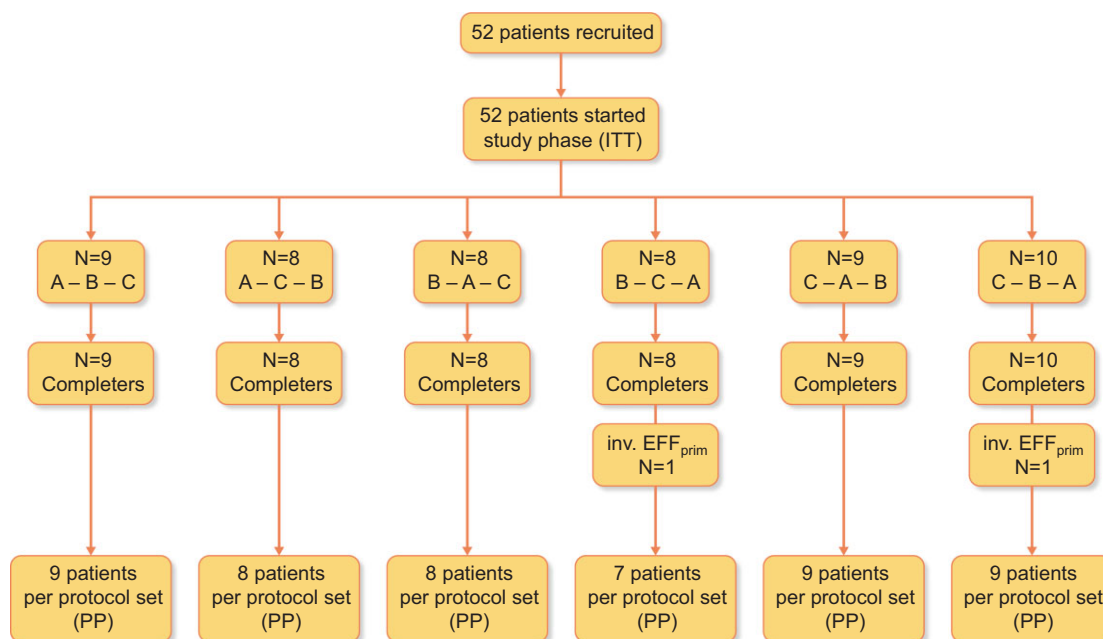 52 patients recruited
52 patients started
study phase (ITT)
N=9
A – B – C
N=8
A – C – B
N=8
B – A – C
N=8
B – C – A
N=9
C – A – B
N=10
C – B – A
N=9
Completers
N=8
Completers
N=8
Completers
N=8
Completers
N=9
Completers
N=10
Completers
inv. EFFprim
N=1
inv. EFFprim
N=1
9 patients
per protocol set
(PP)
8 patients
per protocol set
(PP)
8 patients
per protocol set
(PP)
7 patients
per protocol set
(PP)
9 patients
per protocol set
(PP)
9 patients
per protocol set
(PP)